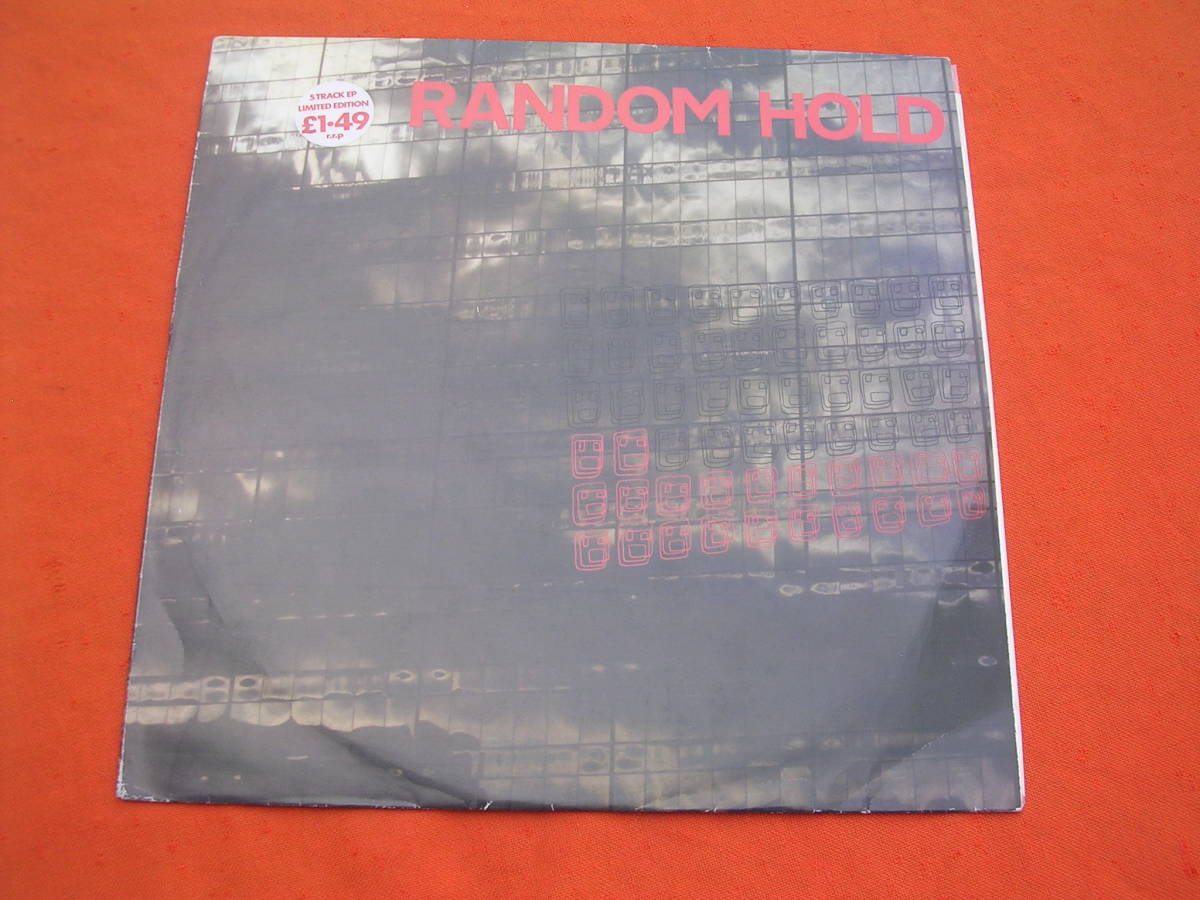 5 TRACK EP
LIMITED EDITION
£1·49
r.r.p
RANDOM HOLD